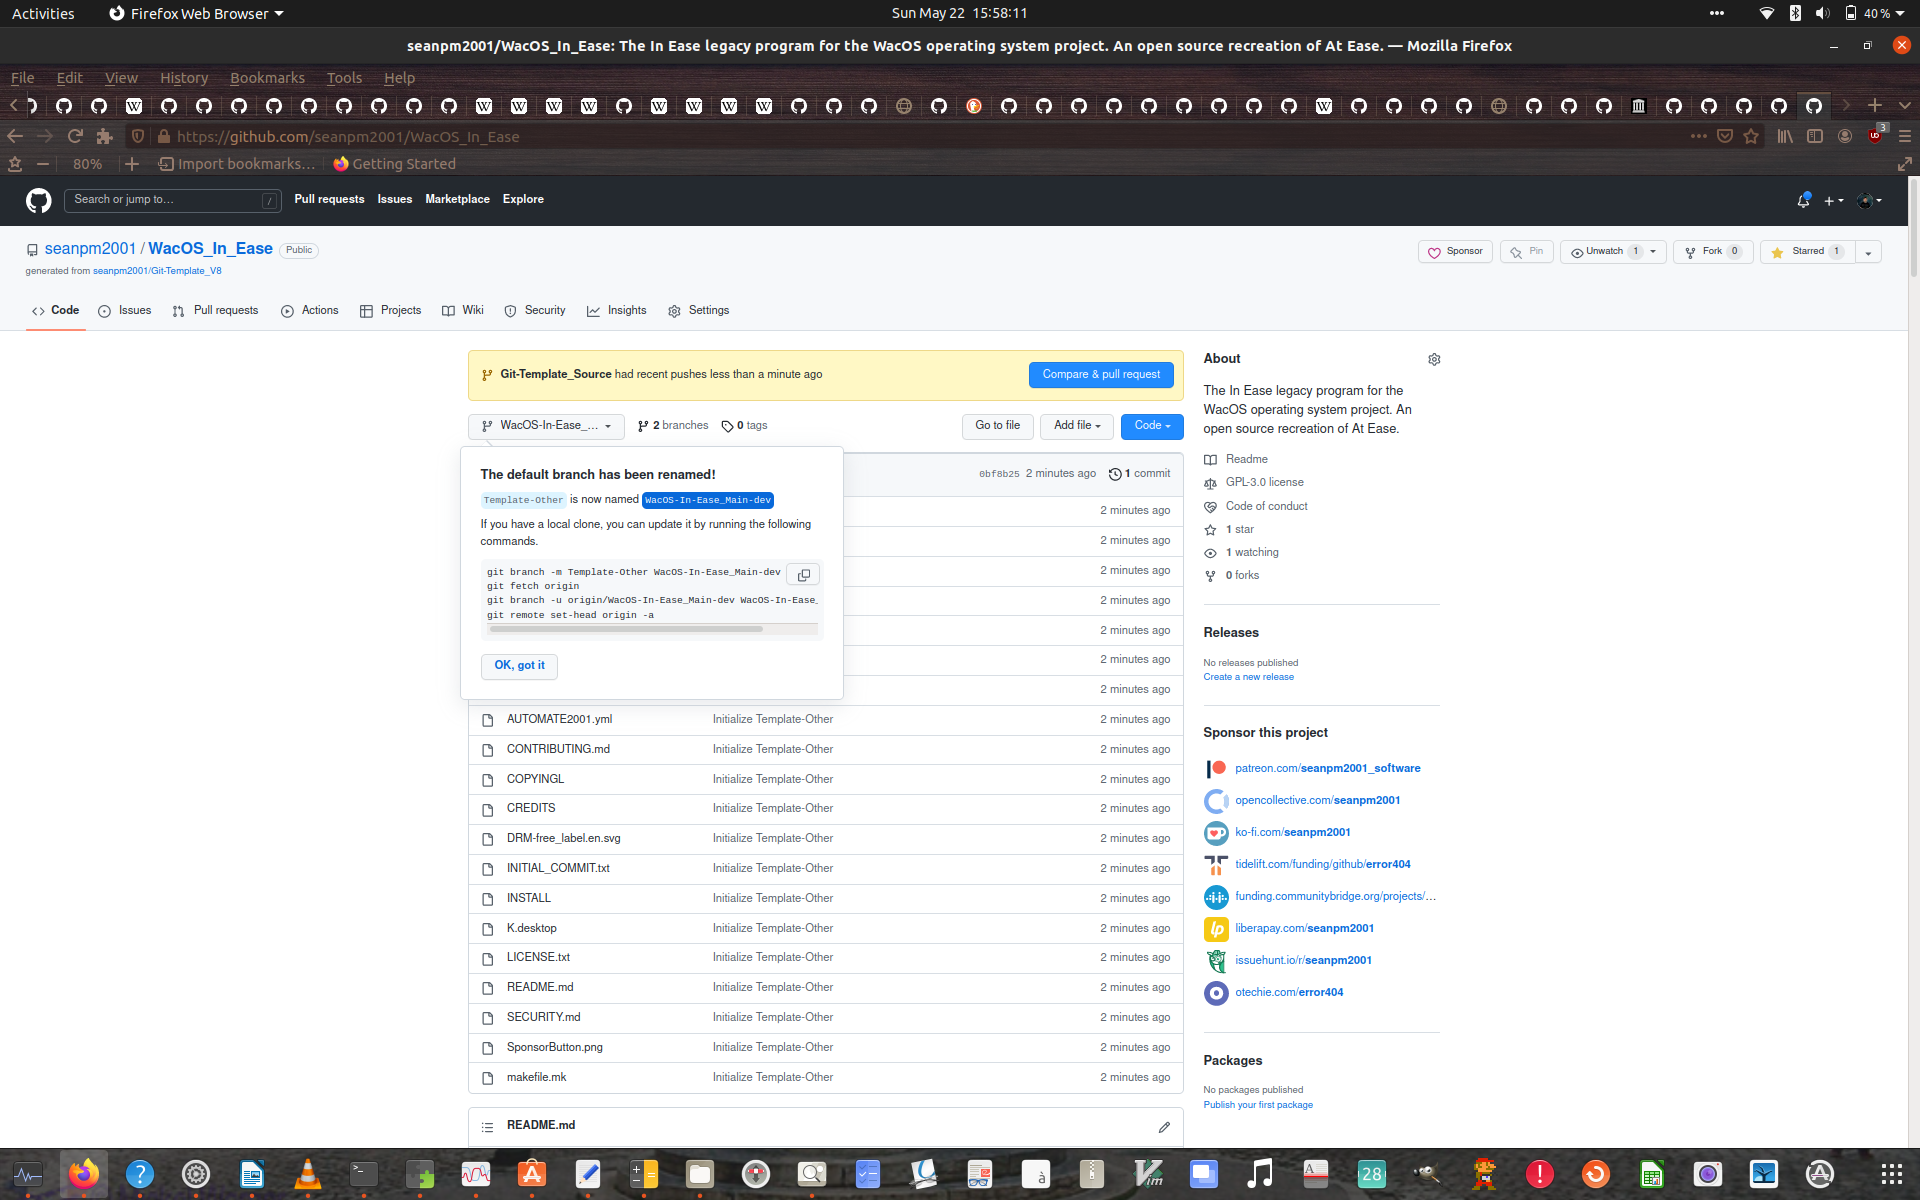 Activities
Firefox Web Browser
Sun May 22 15:58:11
40 %
seanpm2001/WacOS_In_Ease: The In Ease legacy program for the WacOS operating system project. An open source recreation of At Ease. — Mozilla Firefox
File Edit View History Bookmarks Tools Help
https://github.com/seanpm2001/WacOS_In_Ease
3
80%
Import bookmarks...
Getting Started
Search or jump to...
/
Pull requests Issues Marketplace Explore
seanpm2001 / WacOS_In_Ease Public
generated from seanpm2001/Git-Template_V8
Sponsor
Pin
Unwatch 1
Fork 0
Starred 1
Code Issues Pull requests Actions Projects Wiki Security Insights Settings
Git-Template_Source had recent pushes less than a minute ago
Compare & pull request
WacOS-In-Ease_...
2 branches
0 tags
Go to file
Add file
Code
The default branch has been renamed!
Template-Other is now named WacOS-In-Ease_Main-dev
If you have a local clone, you can update it by running the following
commands.
git branch -m Template-Other WacOS-In-Ease_Main-dev
git fetch origin
git branch -u origin/WacOS-In-Ease_Main-dev WacOS-In-Ease_
git remote set-head origin -a
OK, got it
0bf8b25 2 minutes ago 1 commit
2 minutes ago
2 minutes ago
2 minutes ago
2 minutes ago
2 minutes ago
2 minutes ago
2 minutes ago
AUTOMATE2001.yml Initialize Template-Other 2 minutes ago
CONTRIBUTING.md Initialize Template-Other 2 minutes ago
COPYINGL Initialize Template-Other 2 minutes ago
CREDITS Initialize Template-Other 2 minutes ago
DRM-free_label.en.svg Initialize Template-Other 2 minutes ago
INITIAL_COMMIT.txt Initialize Template-Other 2 minutes ago
INSTALL Initialize Template-Other 2 minutes ago
K.desktop Initialize Template-Other 2 minutes ago
LICENSE.txt Initialize Template-Other 2 minutes ago
README.md Initialize Template-Other 2 minutes ago
SECURITY.md Initialize Template-Other 2 minutes ago
SponsorButton.png Initialize Template-Other 2 minutes ago
makefile.mk Initialize Template-Other 2 minutes ago
README.md
About
The In Ease legacy program for the
WacOS operating system project. An
open source recreation of At Ease.
Readme
GPL-3.0 license
Code of conduct
1 star
1 watching
0 forks
Releases
No releases published
Create a new release
Sponsor this project
patreon.com/seanpm2001_software
opencollective.com/seanpm2001
ko-fi.com/seanpm2001
tidelift.com/funding/github/error404
funding.communitybridge.org/projects/...
lp
liberapay.com/seanpm2001
issuehunt.io/r/seanpm2001
otechie.com/error404
Packages
No packages published
Publish your first package
28